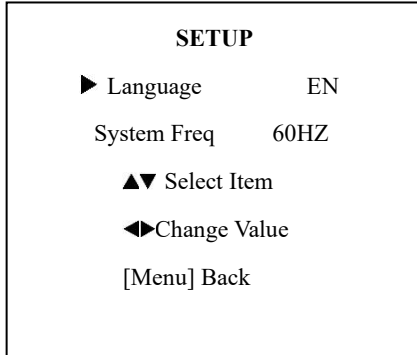 SETUP
▶ Language EN
System Freq 60HZ
▲▼ Select Item
◀▶Change Value
[Menu] Back